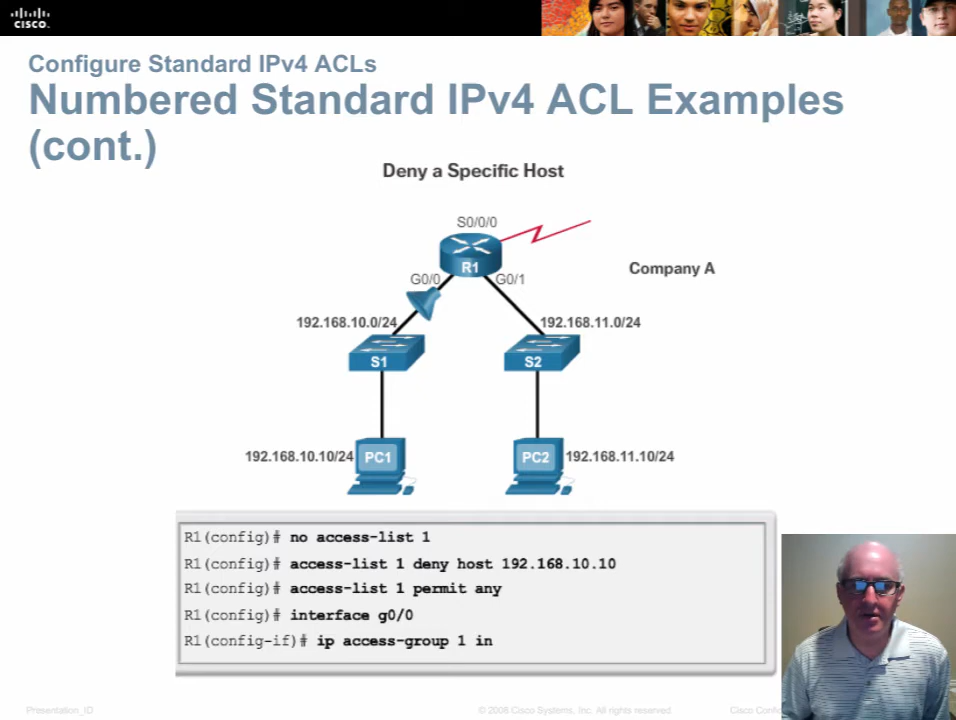 CISCO
Configure Standard IPv4 ACLs
Numbered Standard IPv4 ACL Examples
(cont.)
Deny a Specific Host
S0/0/0
R1
Company A
G0/0
G0/1
192.168.10.0/24
192.168.11.0/24
S1
S2
192.168.10.10/24
PC1
PC2
192.168.11.10/24
R1(config)# no access-list 1
R1(config)# access-list 1 deny host 192.168.10.10
R1(config)# access-list 1 permit any
R1(config)# interface g0/0
R1(config-if)# ip access-group 1 in
Presentation_ID
© 2008 Cisco Systems, Inc. All rights reserved.
Cisco